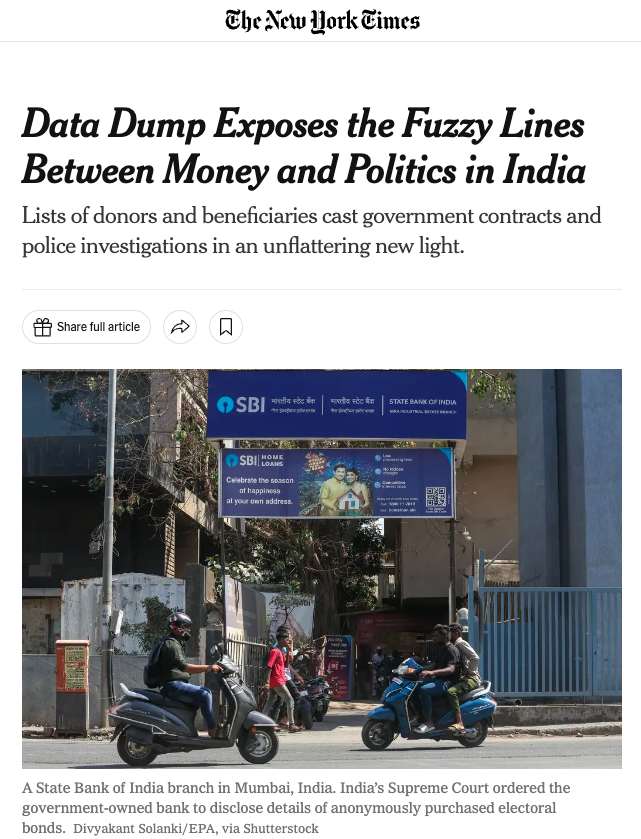 The New York Times
Data Dump Exposes the Fuzzy Lines
Between Money and Politics in India
Lists of donors and beneficiaries cast government contracts and
police investigations in an unflattering new light.
Share full article
SBI
भारतीय स्टेट बैंक
भारतीय स्टेट बैंक
STATE BANK OF INDIA
SBI HOME LOANS
Celebrate the season
of happiness
at your own address.
No hidden
charges
A State Bank of India branch in Mumbai, India. India’s Supreme Court ordered the
government-owned bank to disclose details of anonymously purchased electoral
bonds. Divyakant Solanki/EPA, via Shutterstock